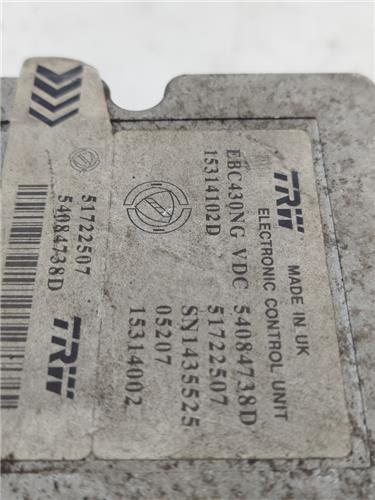 TRW
MADE IN UK
ELECTRONIC CONTROL UNIT
EBC430NG VDC 54084738D
15314102D
51722507
SN1435525
05207
15314002
51722507
54084738D
TRW